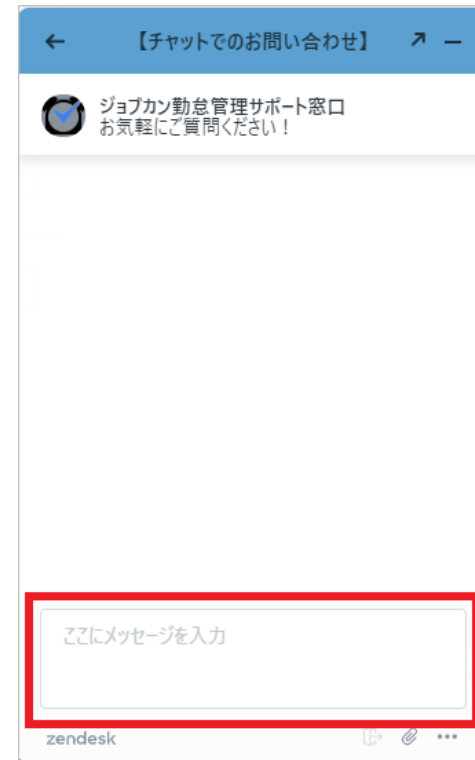 【チャットでのお問い合わせ】
ジョブカン勤怠管理サポート窓口
お気軽にご質問ください！
ここにメッセージを入力
zendesk